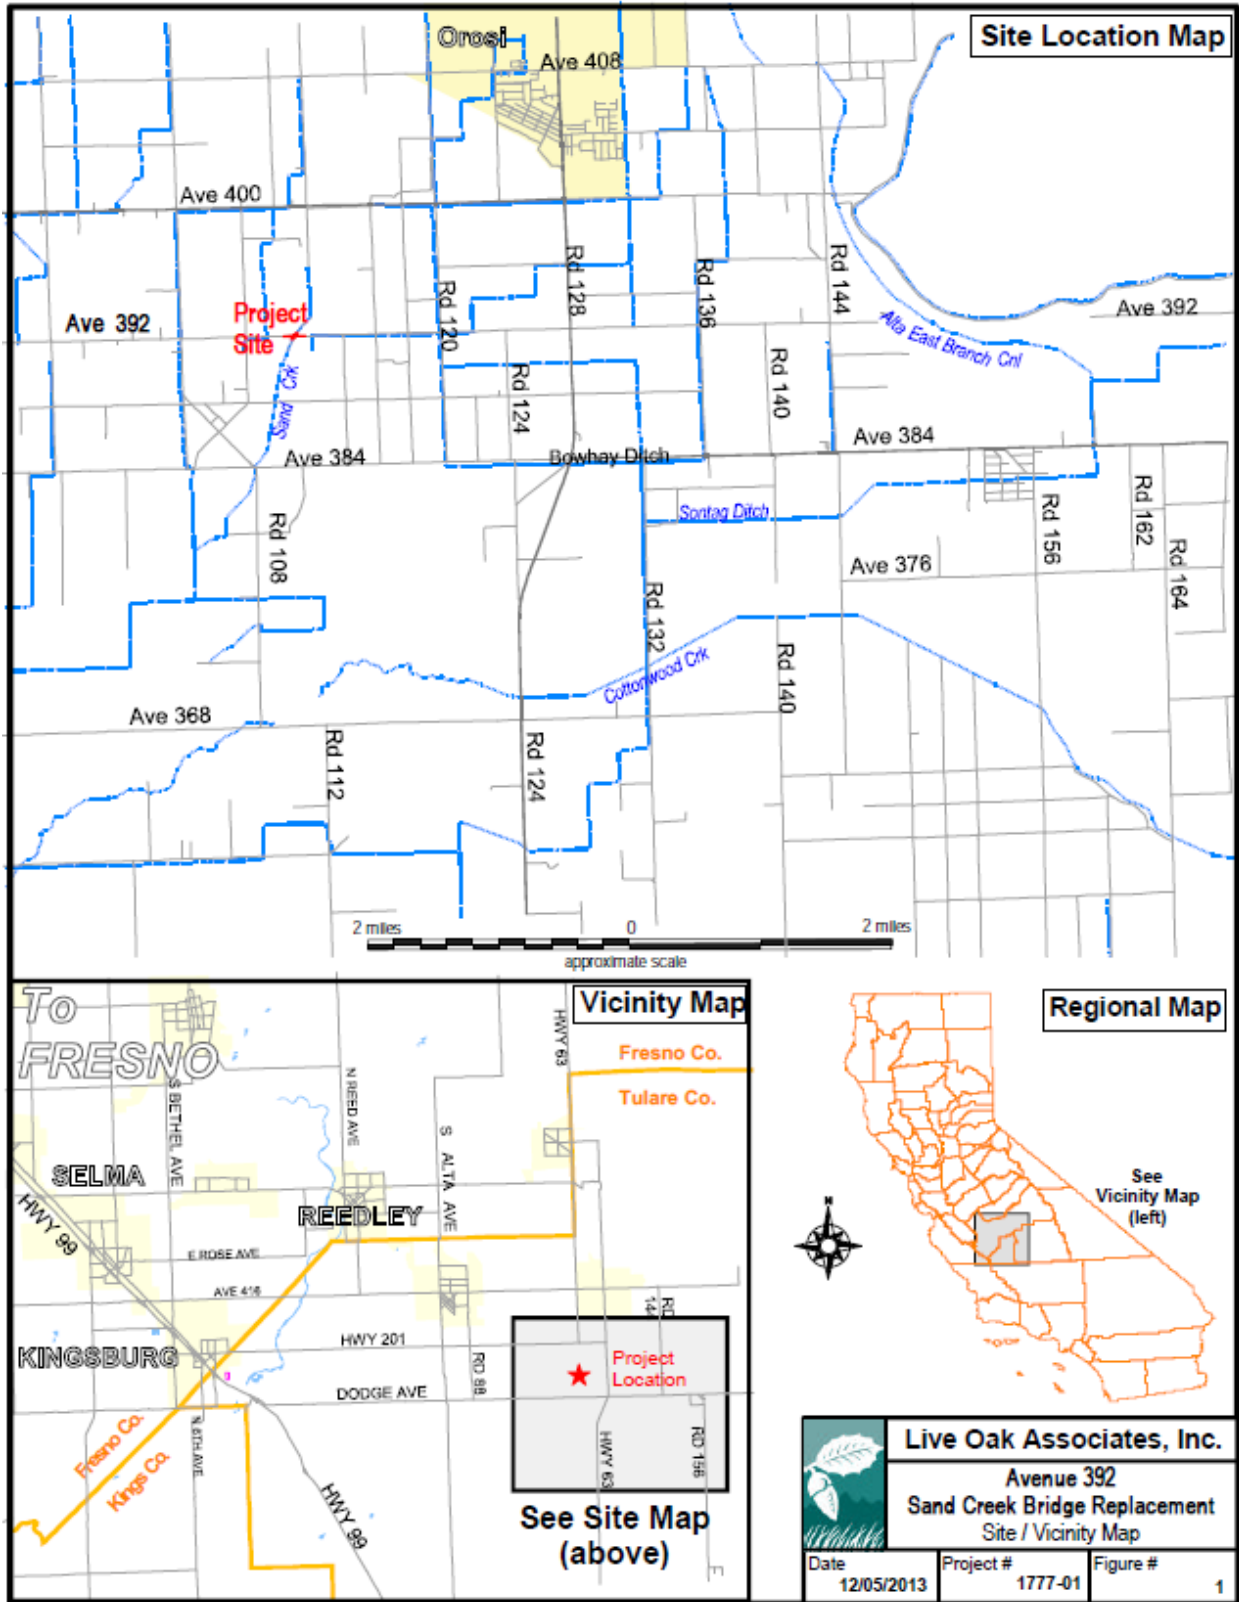 Site Location Map
Orosi
Ave 408
Ave 400
Rd 128
Rd 136
Rd 144
Rd 120
Ave 392
Project
Site
Ave 392
Alta East Branch Cnl
Sand Crk
Rd 124
Rd 140
Ave 384
Bowhay Ditch
Ave 384
Sontag Ditch
Rd 108
Rd 156
Rd 162
Rd 164
Ave 376
Rd 132
Cottonwood Crk
Rd 140
Ave 368
Rd 112
Rd 124
2 miles
0
2 miles
approximate scale
Vicinity Map
To
FRESNO
HWY 63
Fresno Co.
Tulare Co.
S BETHEL AVE
N REED AVE
S ALTA AVE
SELMA
REEDLEY
HWY 99
E ROSE AVE
AVE 416
RD 144
KINGSBURG
HWY 201
RD 88
Project
Location
DODGE AVE
Fresno Co.
Kings Co.
N 6TH AVE
HWY 63
RD 156
HWY 99
See Site Map
(above)
Regional Map
See
Vicinity Map
(left)
N
Live Oak Associates, Inc.
Avenue 392
Sand Creek Bridge Replacement
Site / Vicinity Map
Date
12/05/2013
Project #
1777-01
Figure #
1